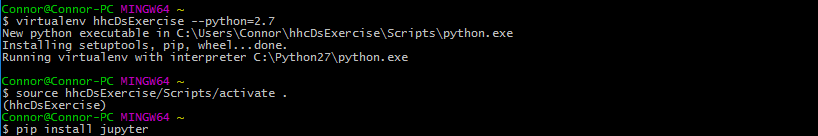 Connor@Connor-PC MINGW64 ~
$ virtualenv hhcDsExercise --python=2.7
New python executable in C:\Users\Connor\hhcDsExercise\Scripts\python.exe
Installing setuptools, pip, wheel...done.
Running virtualenv with interpreter C:\Python27\python.exe
Connor@Connor-PC MINGW64 ~
$ source hhcDsExercise/Scripts/activate .
(hhcDsExercise)
Connor@Connor-PC MINGW64 ~
$ pip install jupyter